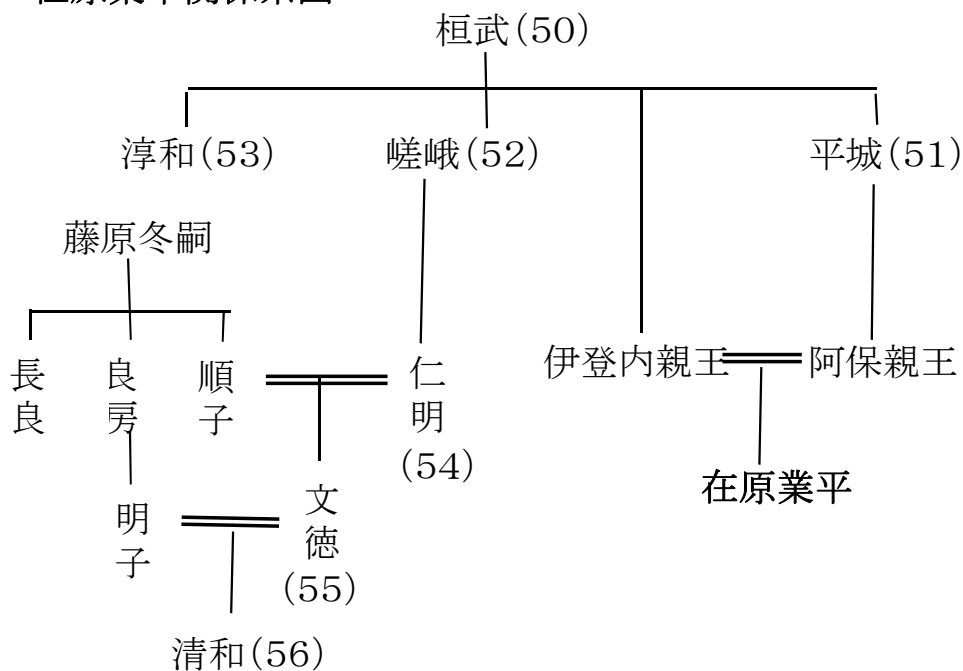 桓武(50)
淳和(53)
嵯峨(52)
平城(51)
藤原冬嗣
長良
良房
順子
仁明
(54)
伊登内親王
阿保親王
在原業平
明子
文徳
(55)
清和(56)